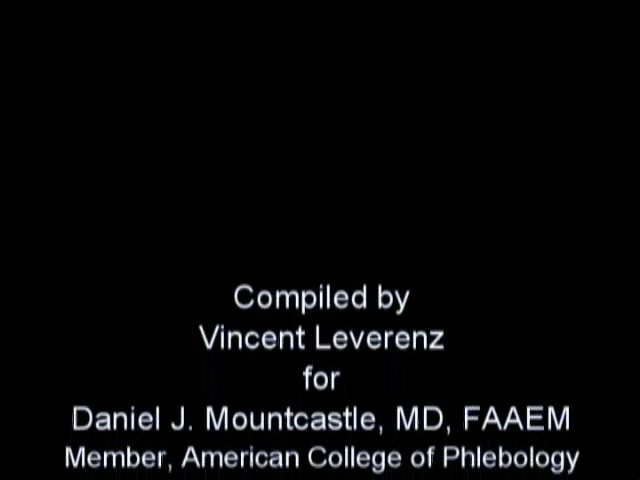 Compiled by
Vincent Leverenz
for
Daniel J. Mountcastle, MD, FAAEM
Member, American College of Phlebology